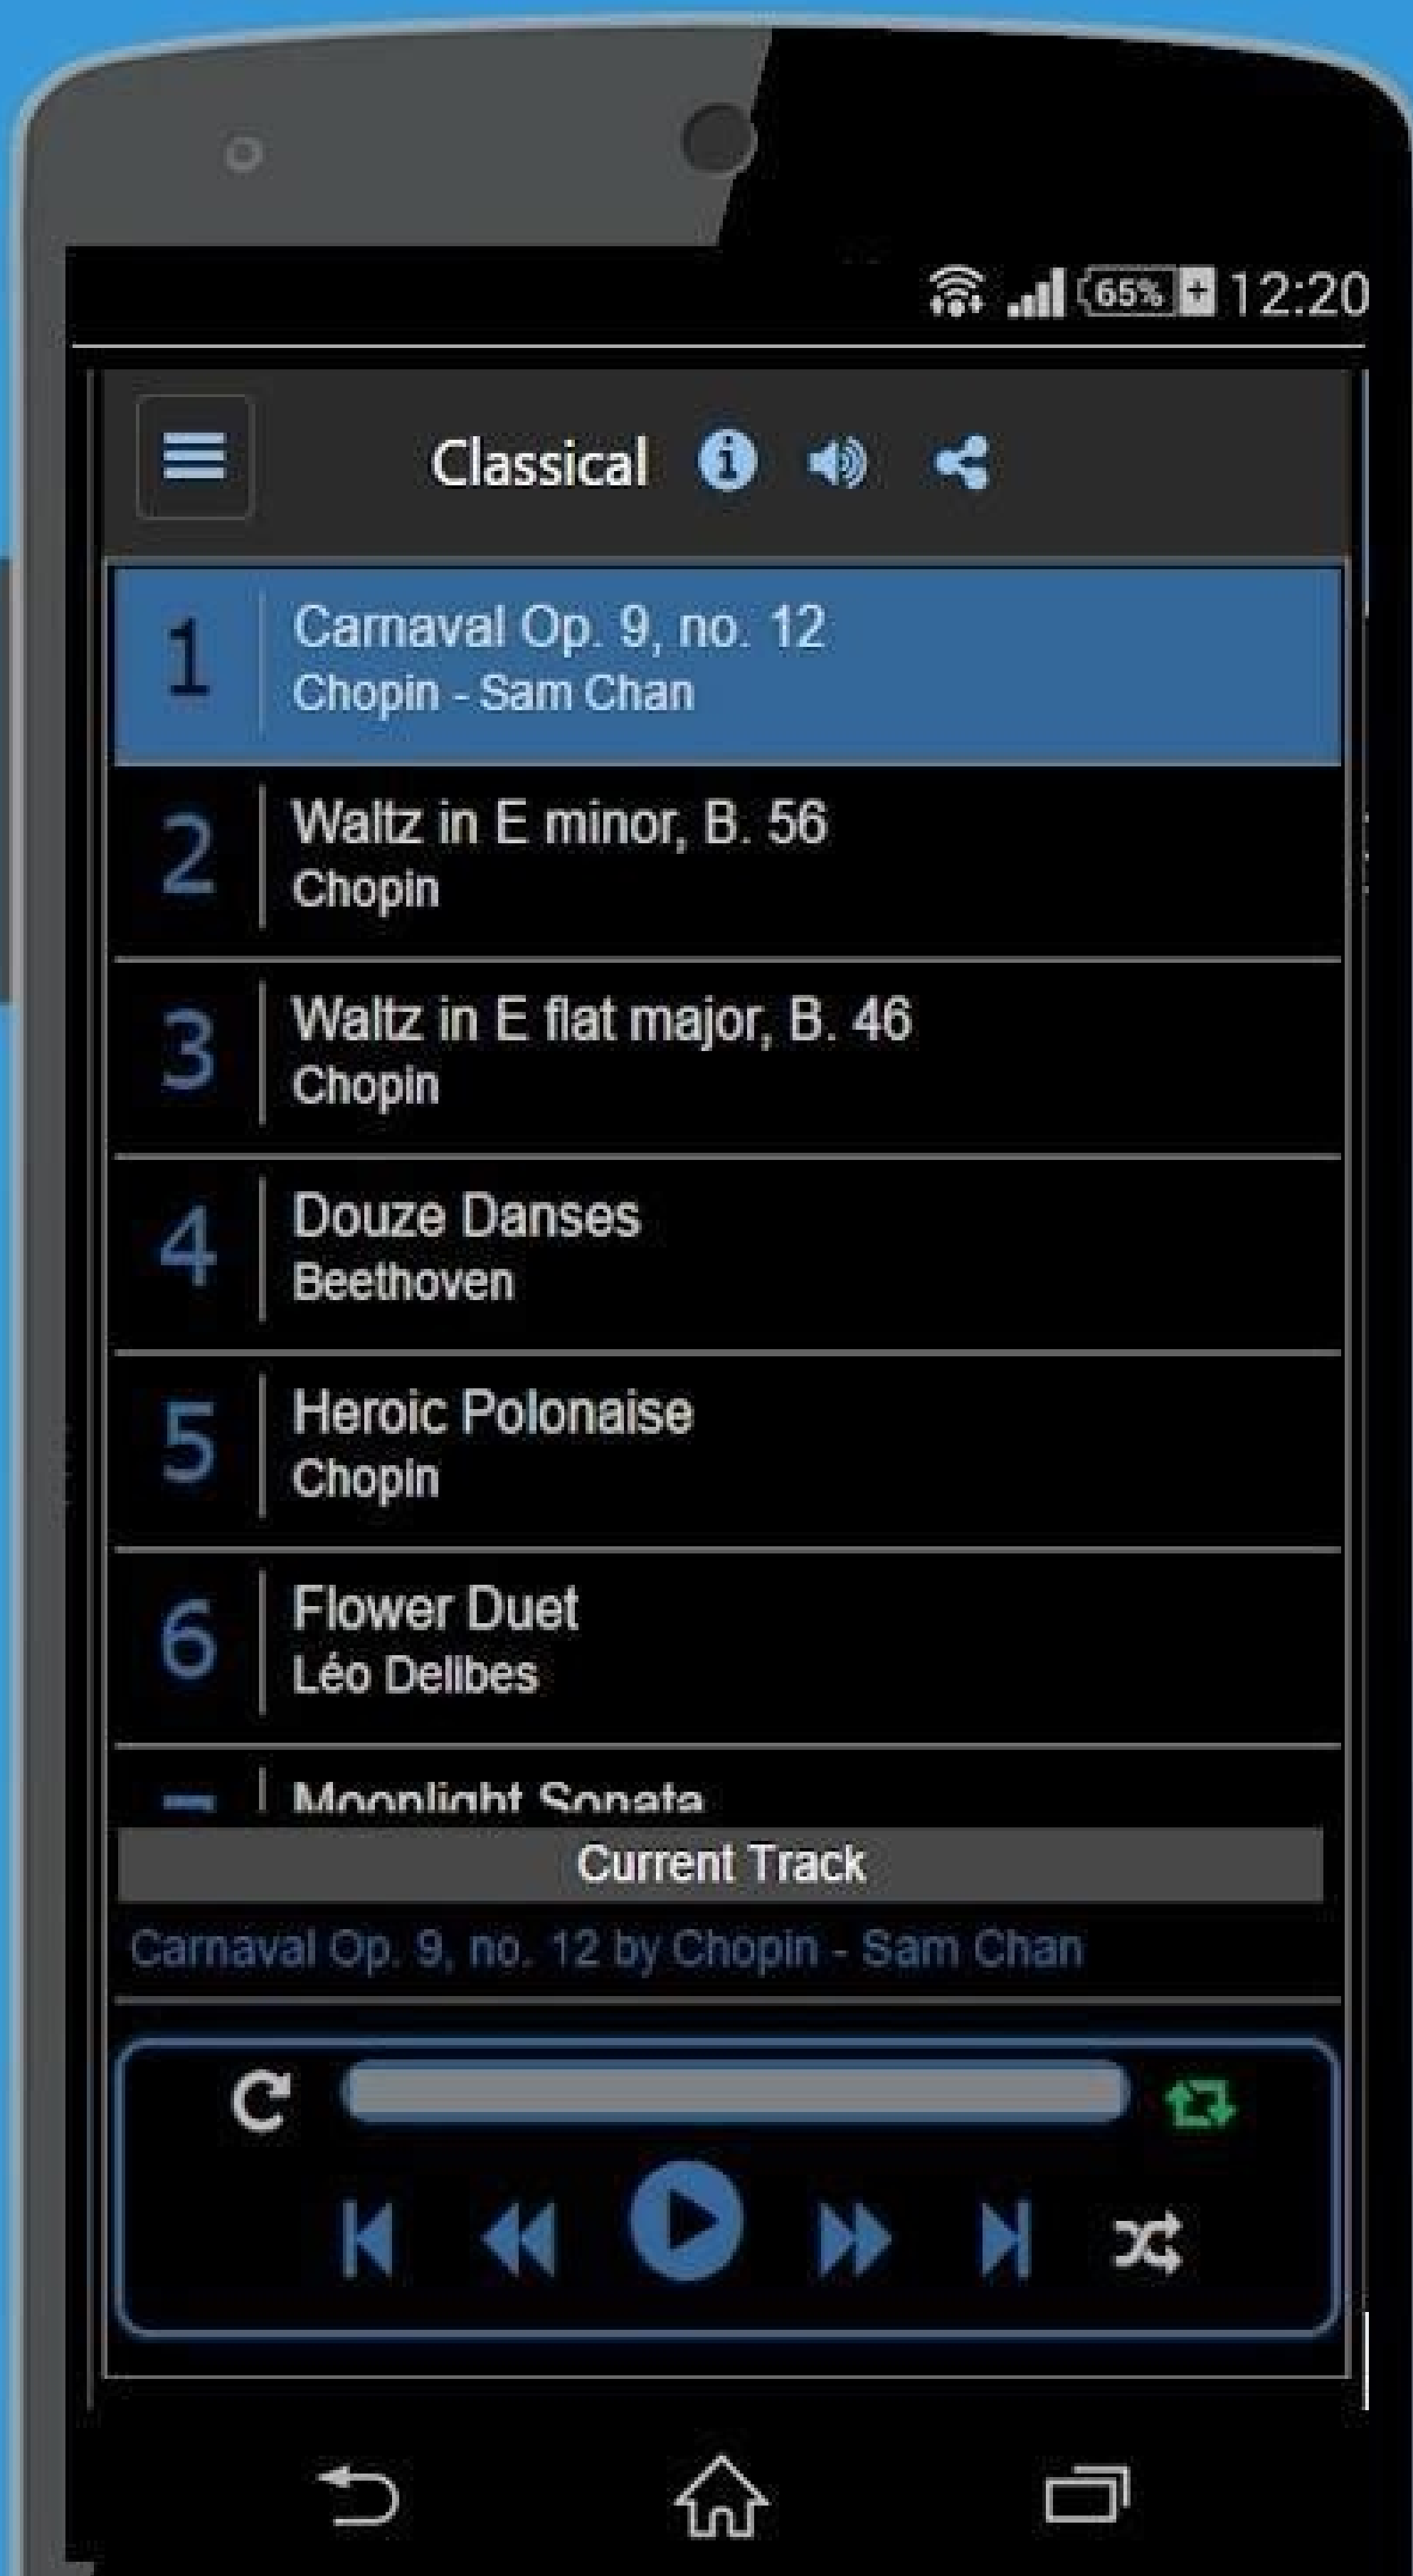 65% 12:20
Classical
1
Carnaval Op. 9, no. 12
Chopin - Sam Chan
2
Waltz in E minor, B. 56
Chopin
3
Waltz in E flat major, B. 46
Chopin
4
Douze Danses
Beethoven
5
Heroic Polonaise
Chopin
6
Flower Duet
Léo Delibes
Moonlight Sonata
Current Track
Carnaval Op. 9, no. 12 by Chopin - Sam Chan